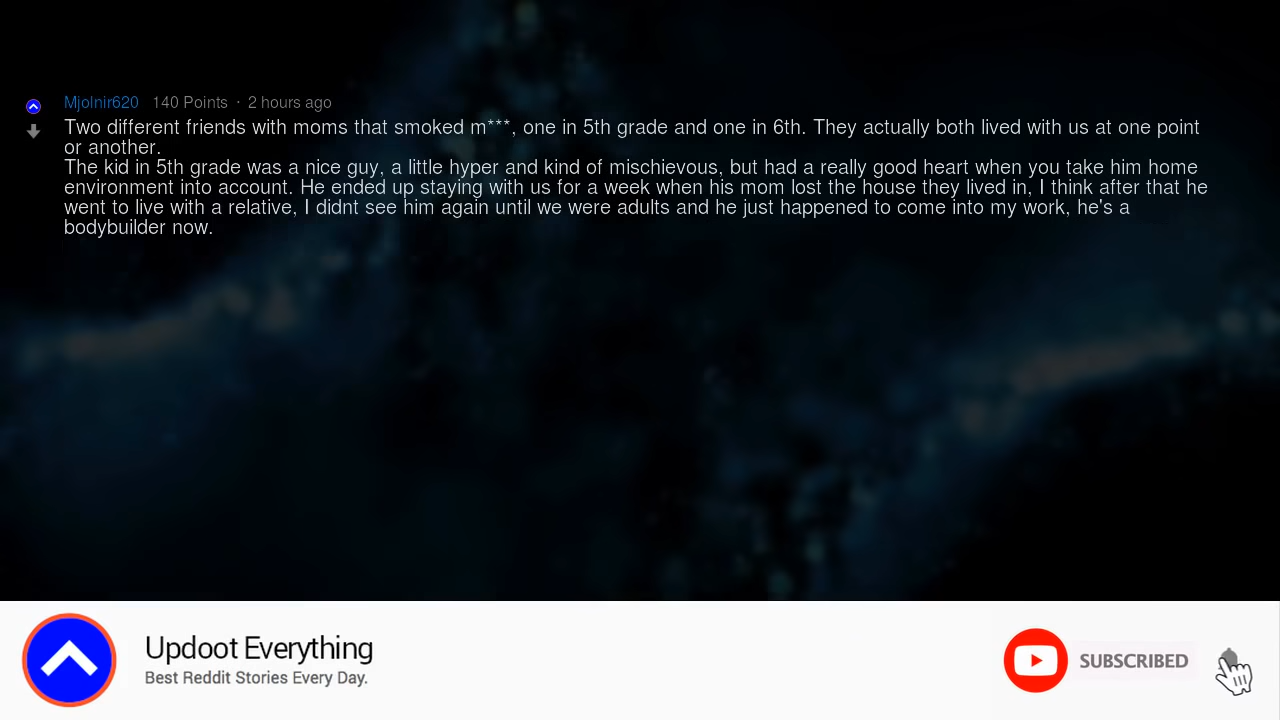 Mjolnir620 140 Points · 2 hours ago
Two different friends with moms that smoked m***, one in 5th grade and one in 6th. They actually both lived with us at one point
or another.
The kid in 5th grade was a nice guy, a little hyper and kind of mischievous, but had a really good heart when you take him home
environment into account. He ended up staying with us for a week when his mom lost the house they lived in, I think after that he
went to live with a relative, I didnt see him again until we were adults and he just happened to come into my work, he's a
bodybuilder now.
Updoot Everything
Best Reddit Stories Every Day.
SUBSCRIBED